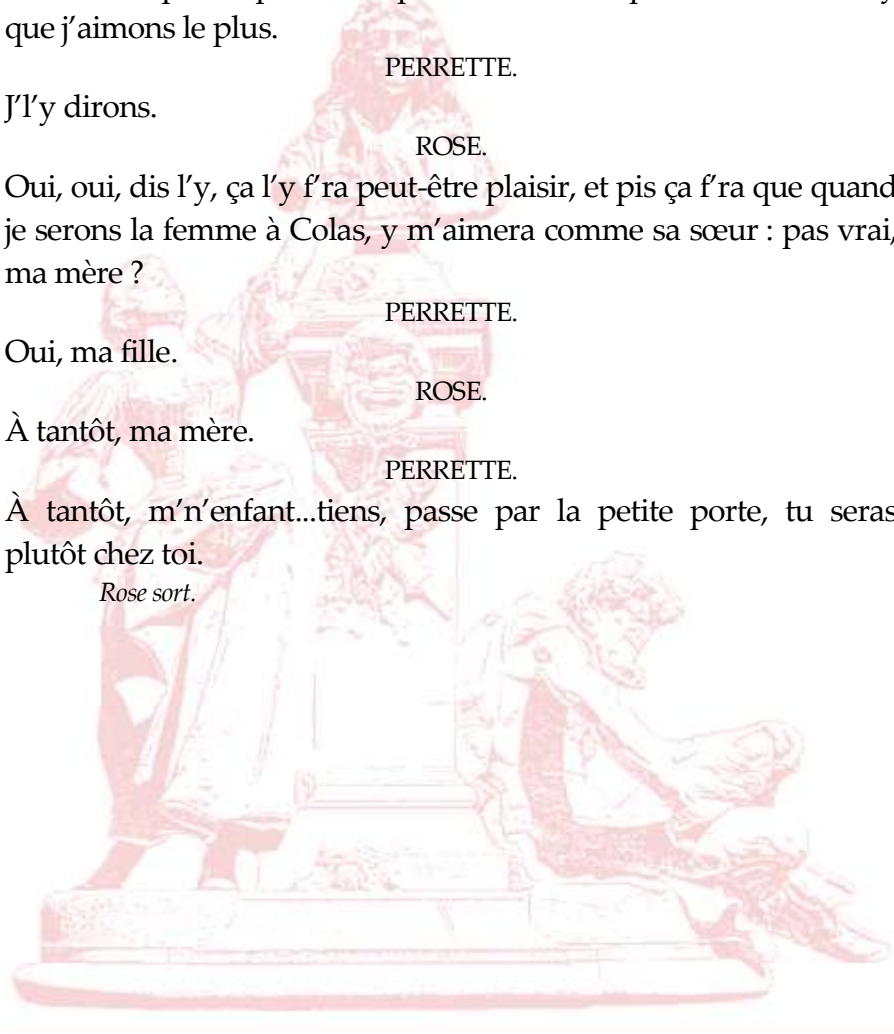 que j'aimons le plus.
PERRETTE.
J'l'y dirons.
ROSE.
Oui, oui, dis l'y, ça l'y f'ra peut-être plaisir, et pis ça f'ra que quand
je serons la femme à Colas, y m'aimera comme sa sœur : pas vrai,
ma mère ?
PERRETTE.
Oui, ma fille.
ROSE.
À tantôt, ma mère.
PERRETTE.
À tantôt, m'n'enfant...tiens, passe par la petite porte, tu seras
plutôt chez toi.
Rose sort.